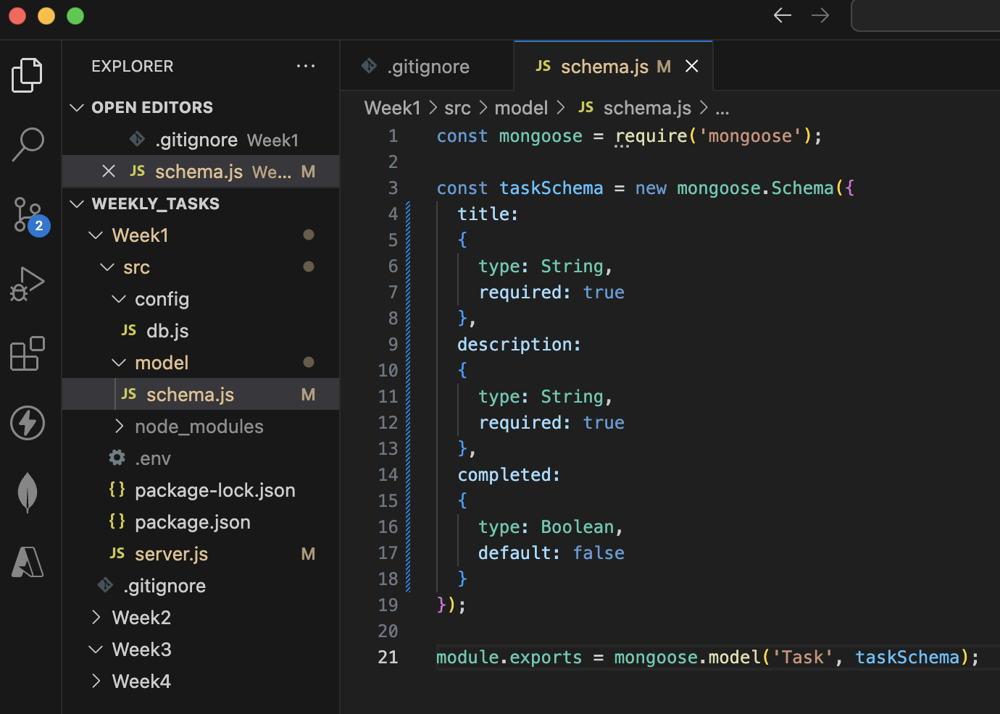 EXPLORER ...
OPEN EDITORS
.gitignore Week1
JS schema.js We... M
WEEKLY_TASKS
Week1
src
config
JS db.js
model
JS schema.js M
node_modules
.env
{} package-lock.json
{} package.json
JS server.js M
.gitignore
Week2
Week3
Week4
2
.gitignore
JS schema.js M
Week1 > src > model > JS schema.js > ...
1 const mongoose = require('mongoose');
2
3 const taskSchema = new mongoose.Schema({
4 title:
5 {
6 type: String,
7 required: true
8 },
9 description:
10 {
11 type: String,
12 required: true
13 },
14 completed:
15 {
16 type: Boolean,
17 default: false
18 }
19 });
20
21 module.exports = mongoose.model('Task', taskSchema);